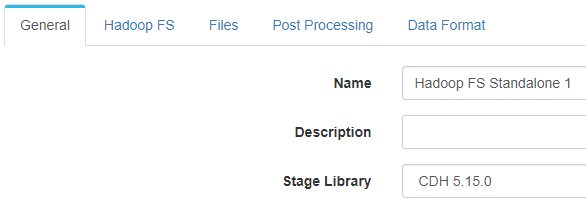 General Hadoop FS Files Post Processing Data Format
Name Hadoop FS Standalone 1
Description
Stage Library CDH 5.15.0